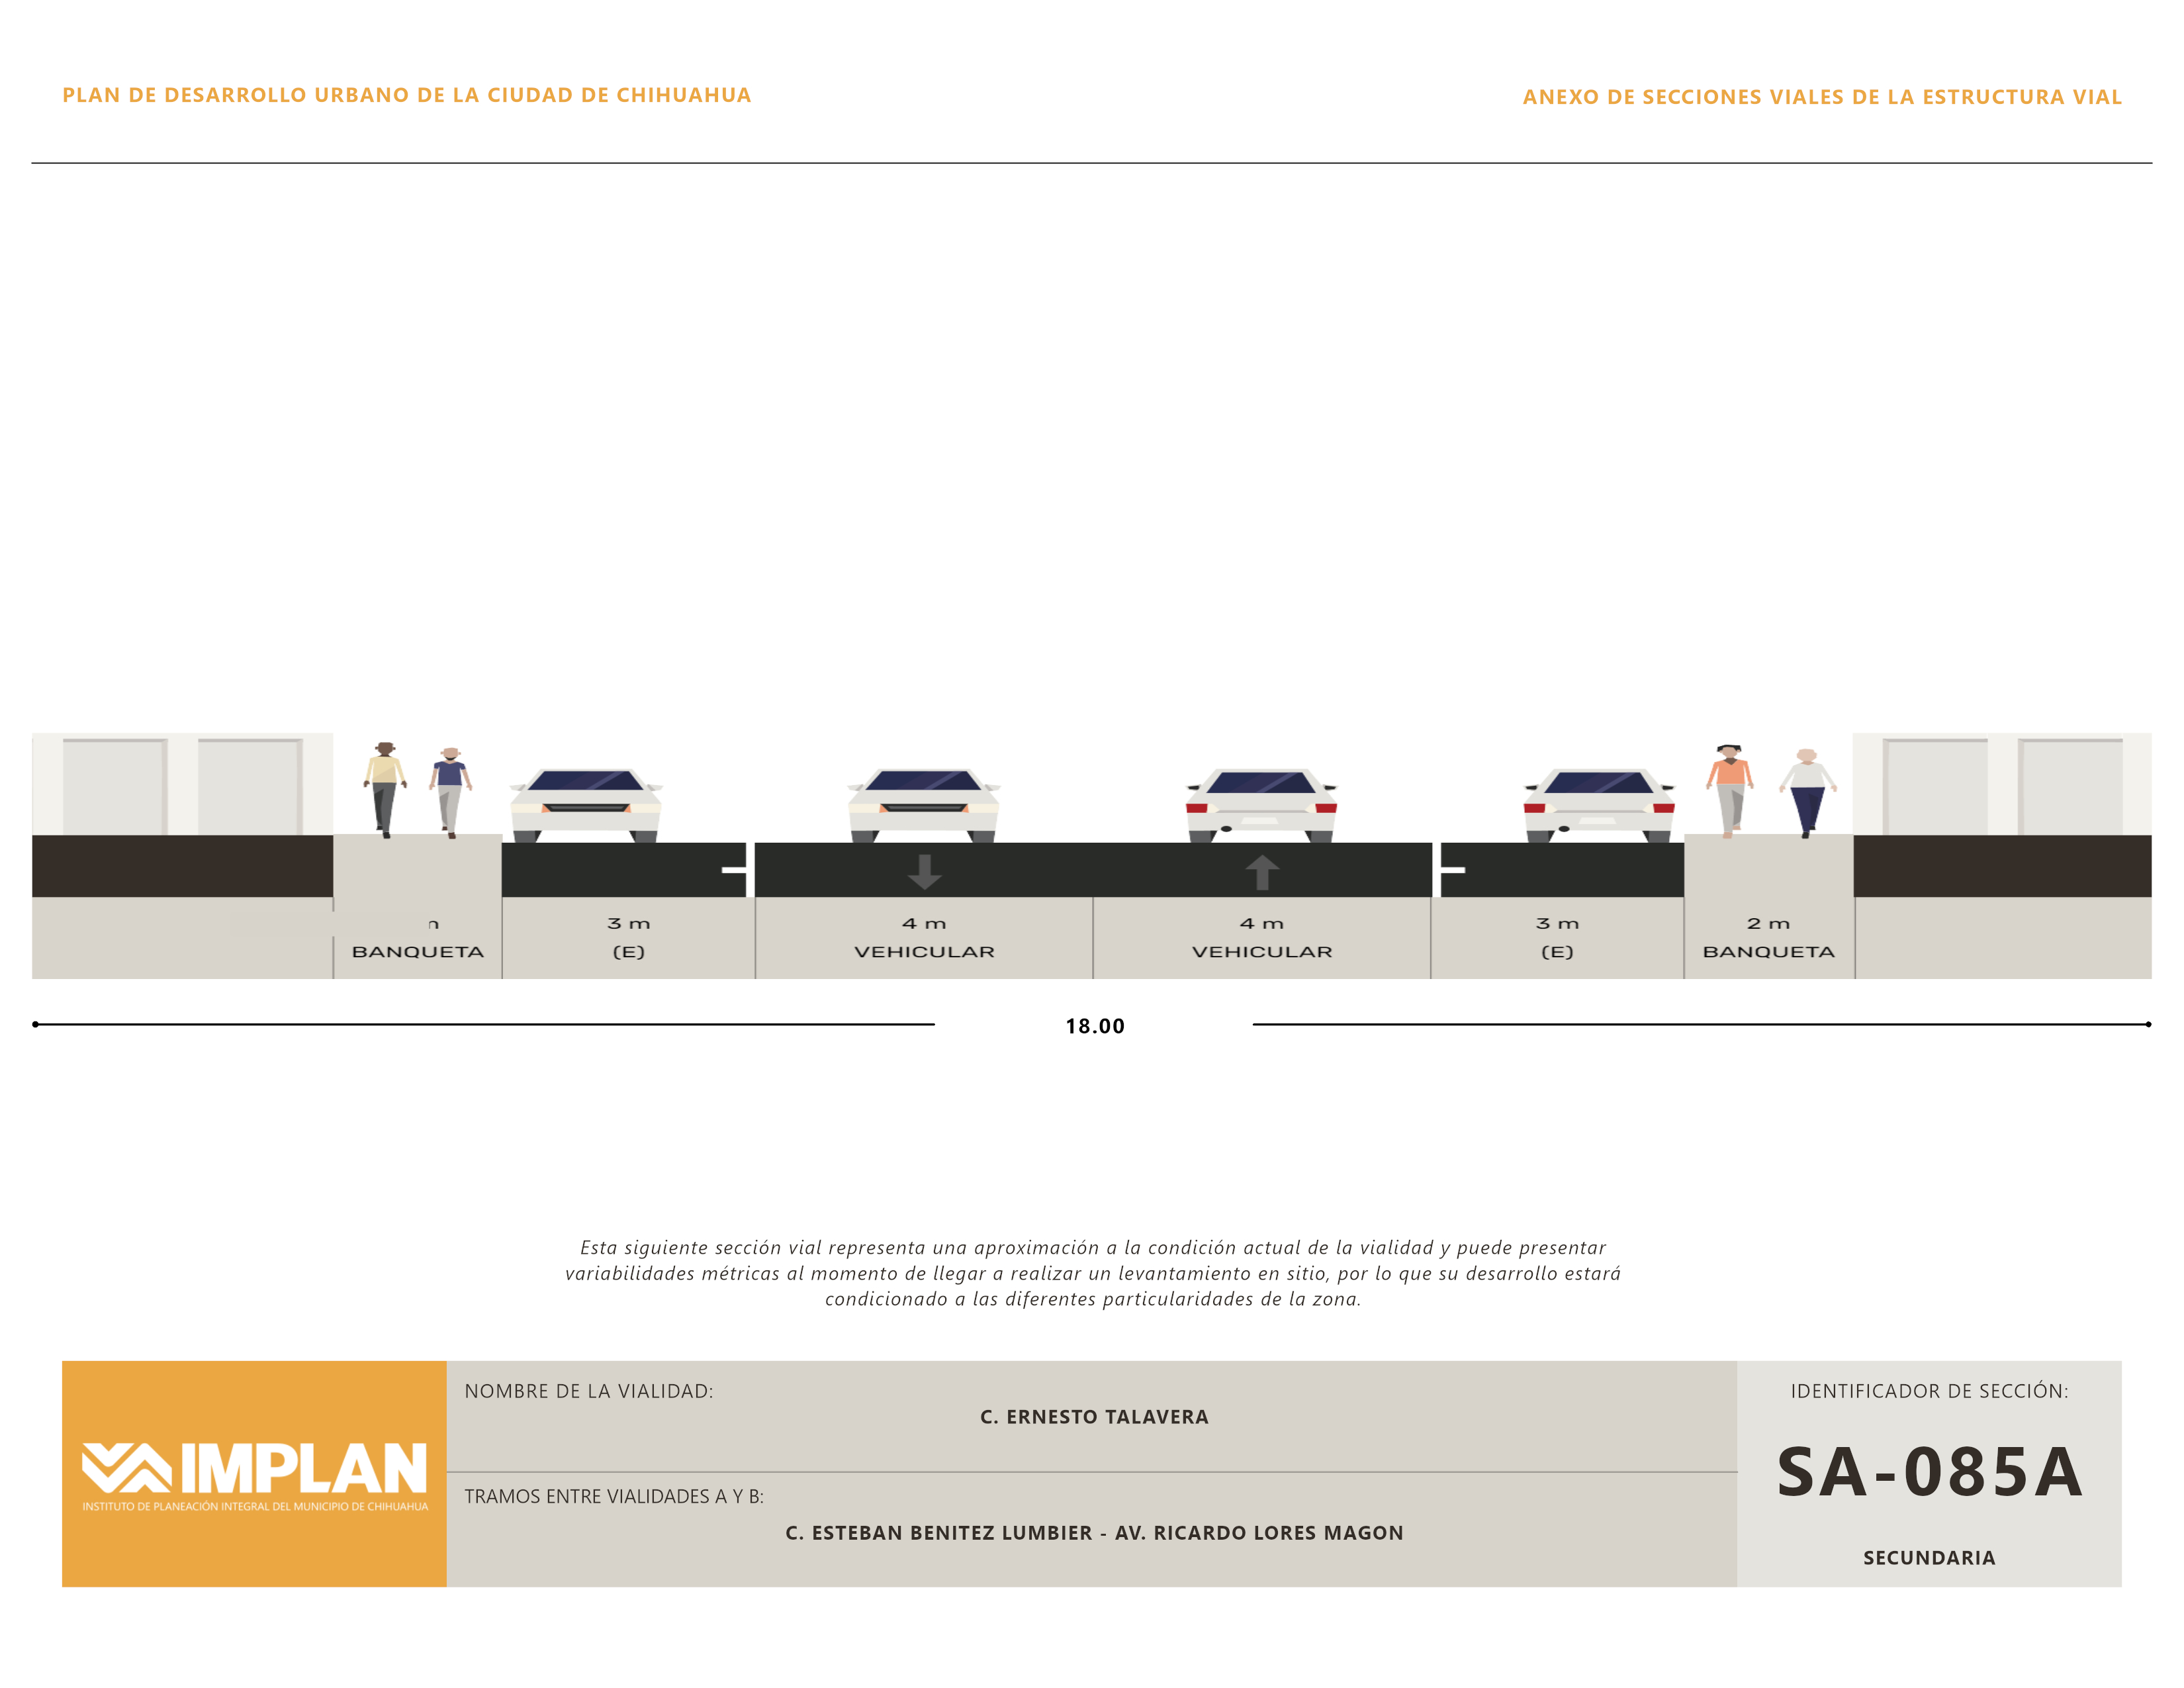 PLAN DE DESARROLLO URBANO DE LA CIUDAD DE CHIHUAHUA
ANEXO DE SECCIONES VIALES DE LA ESTRUCTURA VIAL
3 m
4 m
4 m
3 m
2 m
BANQUETA
(E)
VEHICULAR
VEHICULAR
(E)
BANQUETA
18.00
Esta siguiente sección vial representa una aproximación a la condición actual de la vialidad y puede presentar
variabilidades métricas al momento de llegar a realizar un levantamiento en sitio, por lo que su desarrollo estará
condicionado a las diferentes particularidades de la zona.
IMPLAN
INSTITUTO DE PLANEACIÓN INTEGRAL DEL MUNICIPIO DE CHIHUAHUA
NOMBRE DE LA VIALIDAD:
C. ERNESTO TALAVERA
TRAMOS ENTRE VIALIDADES A Y B:
C. ESTEBAN BENITEZ LUMBIER - AV. RICARDO LORES MAGON
IDENTIFICADOR DE SECCIÓN:
SA-085A
SECUNDARIA